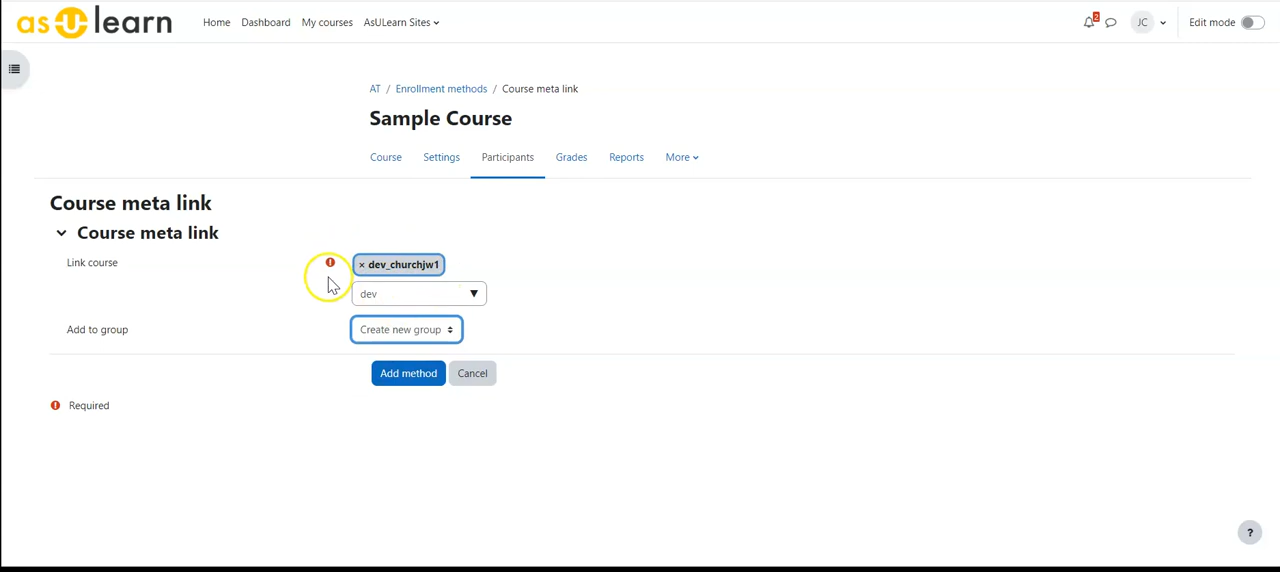 asUlearn Home Dashboard My courses AsULearn Sites 2 JC Edit mode
AT / Enrollment methods / Course meta link
Sample Course
Course Settings Participants Grades Reports More
Course meta link
Course meta link
Link course ! × dev_churchjw1
dev
Add to group Create new group
Add method Cancel
! Required
?